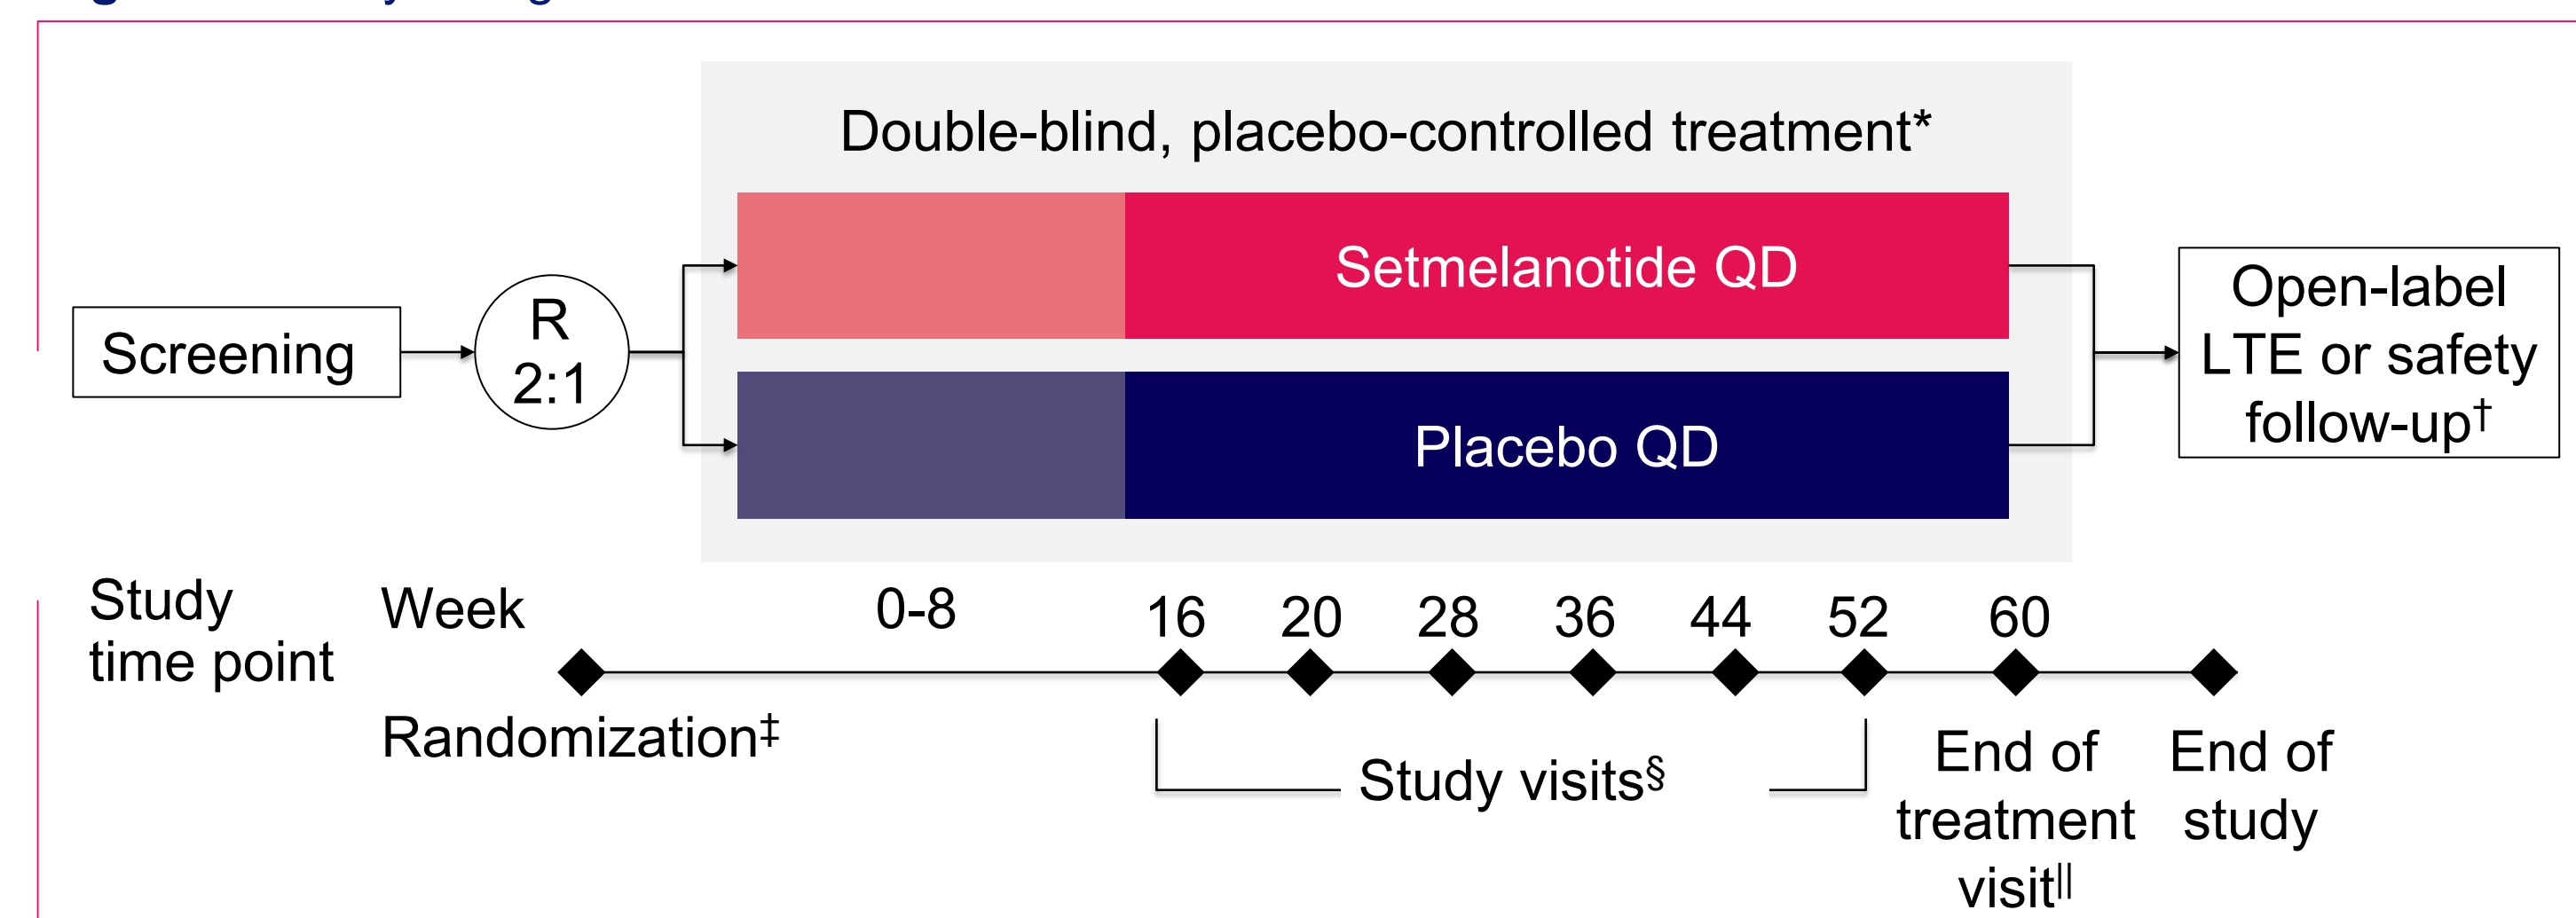 Double-blind, placebo-controlled treatment*
Setmelanotide QD
Placebo QD
Screening
R
2:1
Open-label
LTE or safety
follow-up†
Study
time point
Week
0-8
16
20
28
36
44
52
60
Randomization‡
Study visits§
End of
treatment
visit||
End of
study